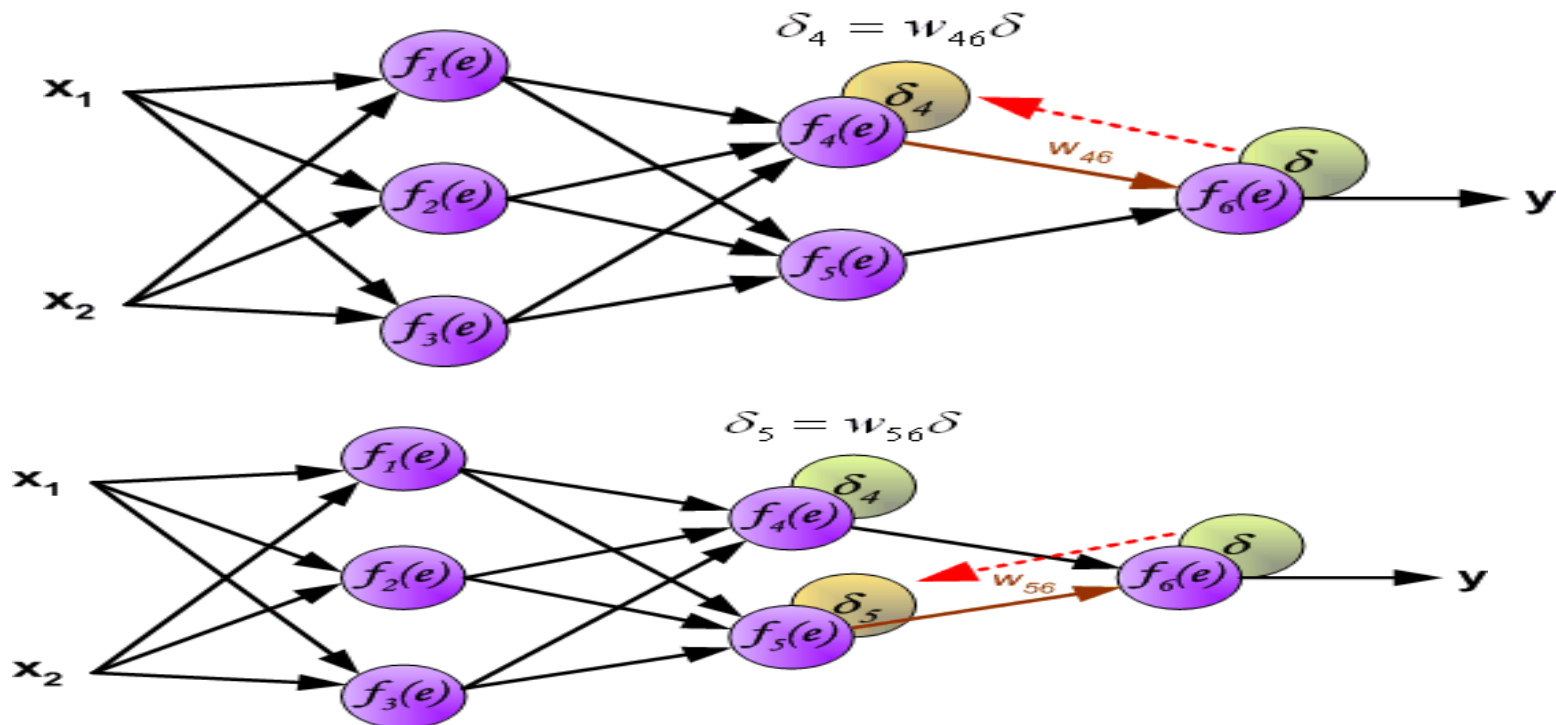 δ₄ = w₄₆δ
x₁
f₁(e)
δ₄
f₄(e)
w₄₆
δ
f₂(e)
f₆(e)
y
f₅(e)
x₂
f₃(e)
δ₅ = w₅₆δ
x₁
f₁(e)
δ₄
f₄(e)
δ
f₂(e)
w₅₆
f₆(e)
y
δ₅
f₅(e)
x₂
f₃(e)